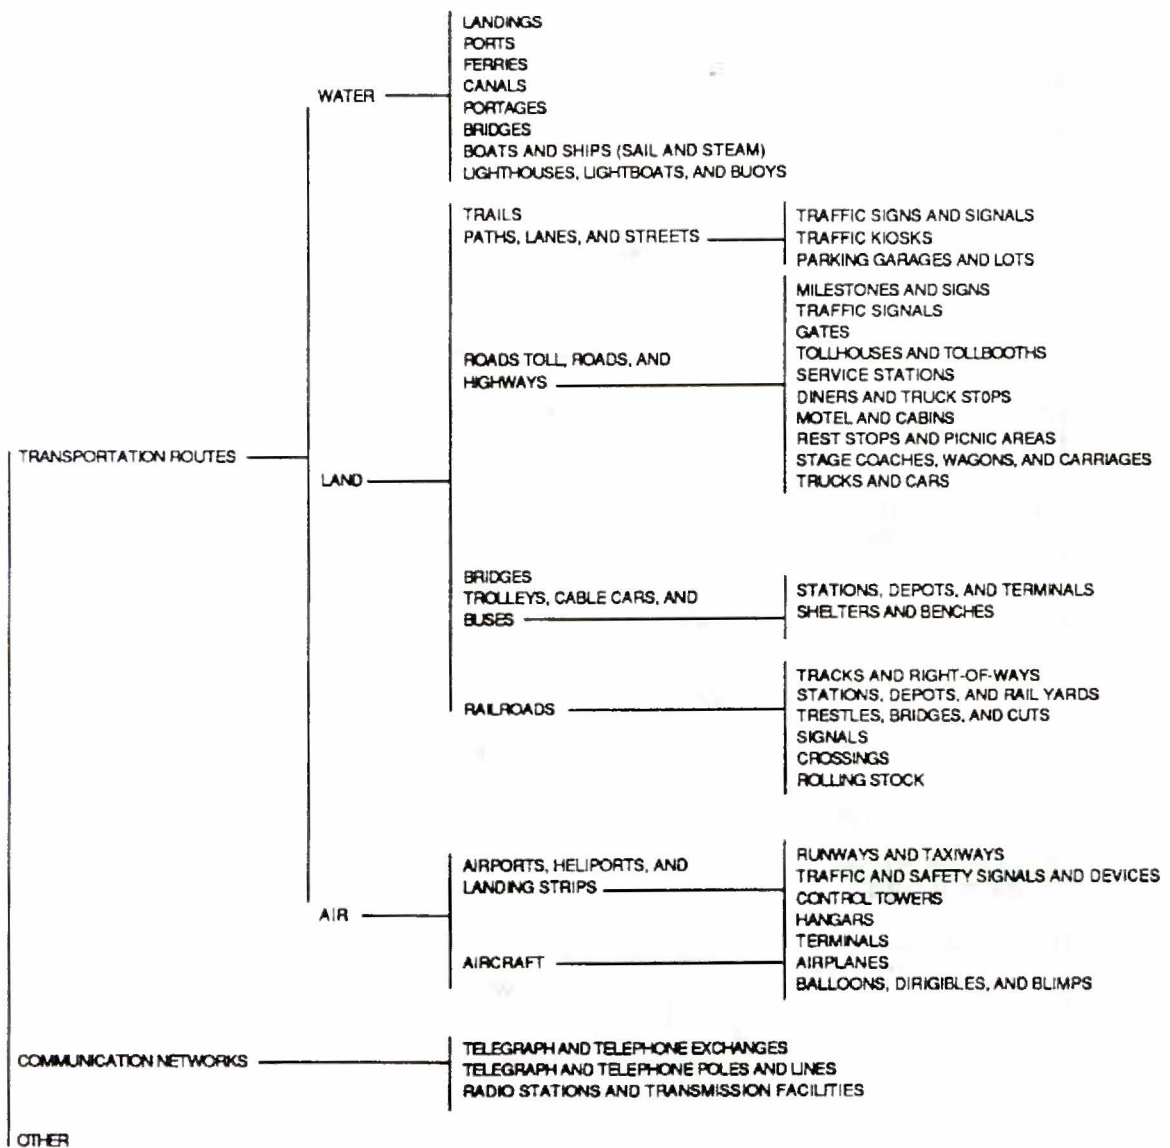 LANDINGS
PORTS
FERRIES
CANALS
WATER
PORTAGES
BRIDGES
BOATS AND SHIPS (SAIL AND STEAM)
LIGHTHOUSES, LIGHTBOATS, AND BUOYS
TRAILS
PATHS, LANES, AND STREETS
TRAFFIC SIGNS AND SIGNALS
TRAFFIC KIOSKS
PARKING GARAGES AND LOTS
ROADS TOLL, ROADS, AND
HIGHWAYS
MILESTONES AND SIGNS
TRAFFIC SIGNALS
GATES
TOLLHOUSES AND TOLLBOOTHS
SERVICE STATIONS
DINERS AND TRUCK STOPS
MOTEL AND CABINS
REST STOPS AND PICNIC AREAS
STAGE COACHES, WAGONS, AND CARRIAGES
TRUCKS AND CARS
TRANSPORTATION ROUTES
LAND
BRIDGES
TROLLEYS, CABLE CARS, AND
BUSES
STATIONS, DEPOTS, AND TERMINALS
SHELTERS AND BENCHES
RAILROADS
TRACKS AND RIGHT-OF-WAYS
STATIONS, DEPOTS, AND RAIL YARDS
TRESTLES, BRIDGES, AND CUTS
SIGNALS
CROSSINGS
ROLLING STOCK
AIR
AIRPORTS, HELIPORTS, AND
LANDING STRIPS
RUNWAYS AND TAXIWAYS
TRAFFIC AND SAFETY SIGNALS AND DEVICES
CONTROL TOWERS
HANGARS
TERMINALS
AIRCRAFT
AIRPLANES
BALLOONS, DIRIGIBLES, AND BLIMPS
COMMUNICATION NETWORKS
TELEGRAPH AND TELEPHONE EXCHANGES
TELEGRAPH AND TELEPHONE POLES AND LINES
RADIO STATIONS AND TRANSMISSION FACILITIES
OTHER